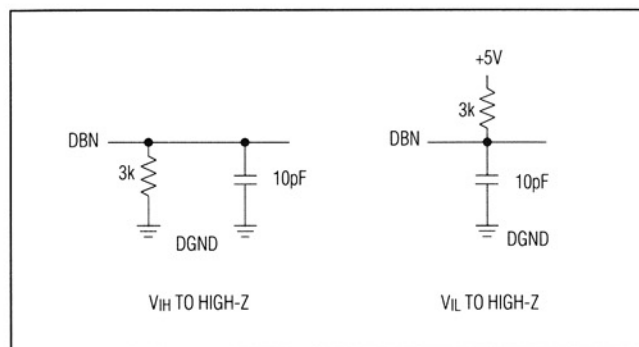 DBN
3k
10pF
DGND
VIH TO HIGH-Z
+5V
3k
DBN
10pF
DGND
VIL TO HIGH-Z